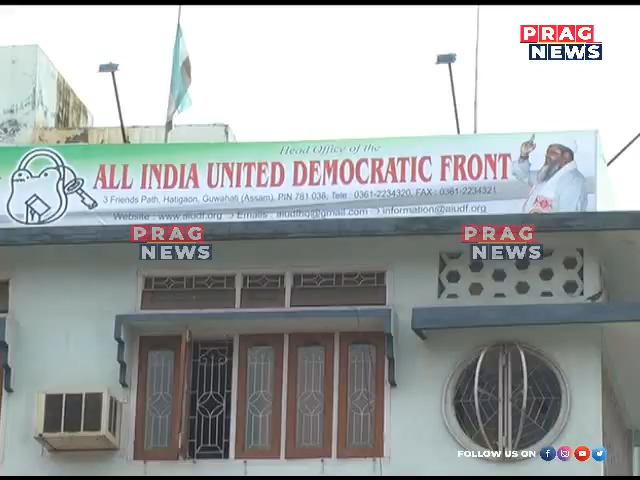 PRAG
NEWS
Head Office of the
ALL INDIA UNITED DEMOCRATIC FRONT
3 Friends Path, Hatigaon, Guwahati (Assam), PIN 781 038, Tele : 0361-2234320, FAX : 0361-2234321
Website : www.aiudf.org Emails : aiudfhq@gmail.com information@aiudf.org
PRAG
NEWS
PRAG
NEWS
FOLLOW US ON